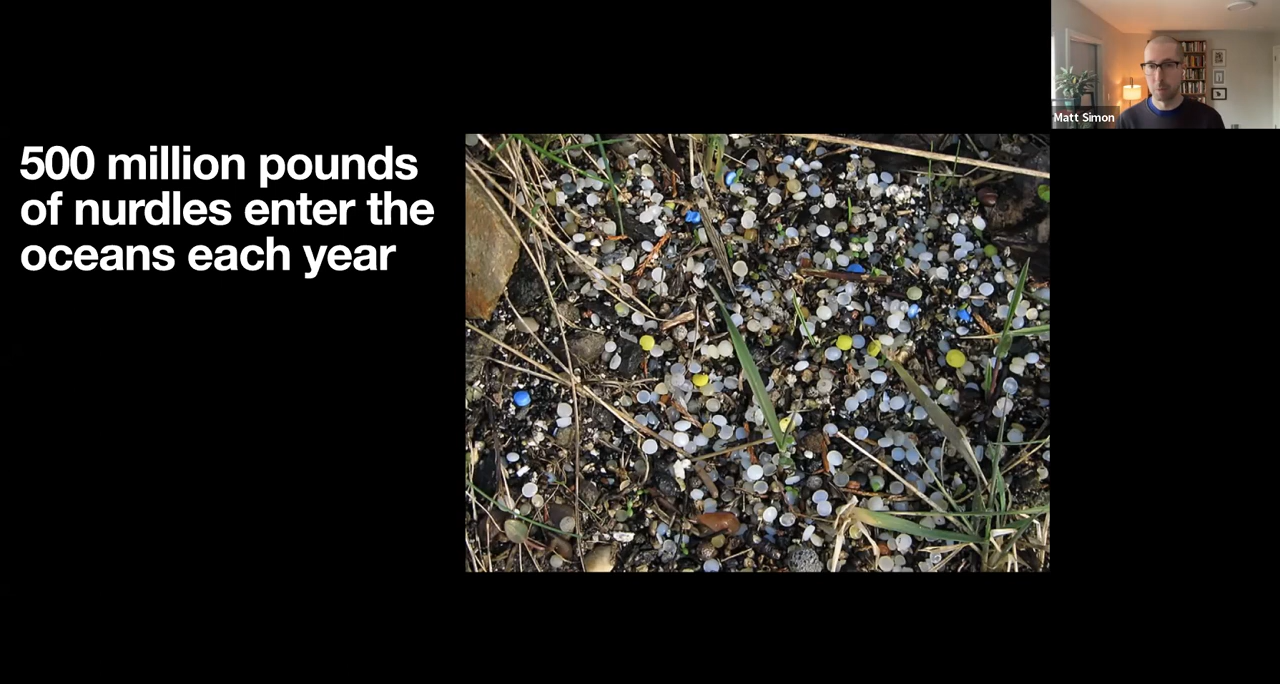 500 million pounds
of nurdles enter the
oceans each year
Matt Simon